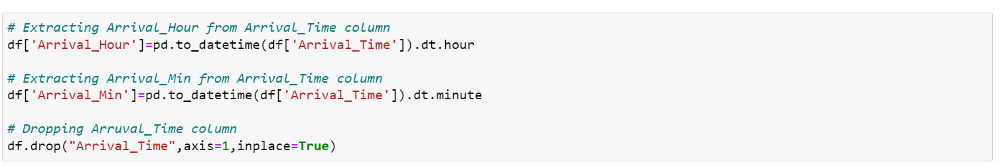 # Extracting Arrival_Hour from Arrival_Time column
df['Arrival_Hour']=pd.to_datetime(df['Arrival_Time']).dt.hour
# Extracting Arrival_Min from Arrival_Time column
df['Arrival_Min']=pd.to_datetime(df['Arrival_Time']).dt.minute
# Dropping Arruval_Time column
df.drop("Arrival_Time",axis=1,inplace=True)